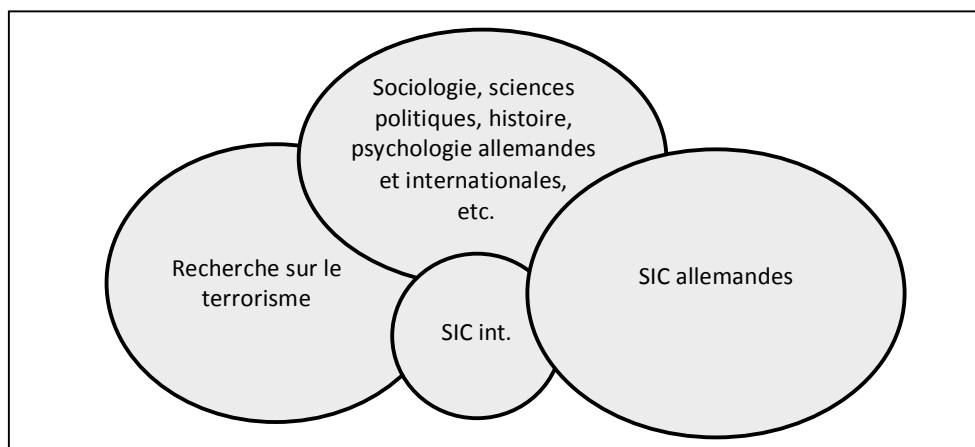 Sociologie, sciences
politiques, histoire,
psychologie allemandes
et internationales,
etc.
Recherche sur le
terrorisme
SIC allemandes
SIC int.